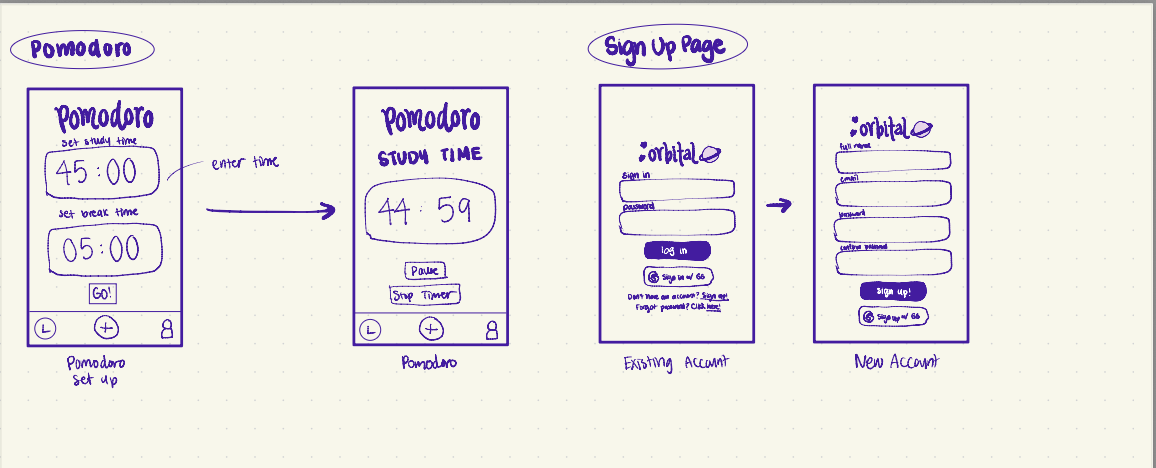 Pomodoro
Pomodoro
set study time
45:00
enter time
set break time
05:00
GO!
L
+
Pomodoro
set up
Pomodoro
STUDY TIME
44:59
Pause
Stop Timer
L
+
Pomodoro
Sign Up Page
orbital
sign in
password
log in
G Sign in w/ GG
Don't have an account? Sign up!
Forgot password? Click here!
Existing Account
orbital
full name
email
password
confirm password
sign up!
G Sign up w/ GG
New Account